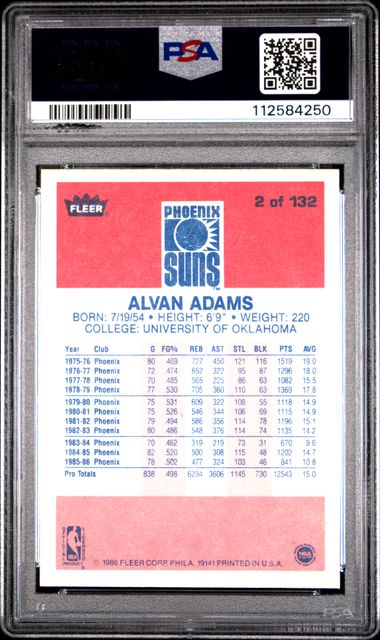 PSA
112584250
FLEER
2 of 132
PHOENIX
SUNS
TM
ALVAN ADAMS
BORN: 7/19/54 • HEIGHT: 6'9" • WEIGHT: 220
COLLEGE: UNIVERSITY OF OKLAHOMA
Year Club G FG% REB AST STL BLK PTS AVG
1975-76 Phoenix 80 .469 727 450 121 116 1519 19.0
1976-77 Phoenix 72 .474 652 322 95 87 1296 18.0
1977-78 Phoenix 70 .485 565 225 86 63 1082 15.5
1978-79 Phoenix 77 .530 705 360 110 63 1369 17.8
1979-80 Phoenix 75 .531 609 322 108 55 1118 14.9
1980-81 Phoenix 75 .526 546 344 106 69 1115 14.9
1981-82 Phoenix 79 .494 586 356 114 78 1196 15.1
1982-83 Phoenix 80 .486 548 376 114 74 1135 14.2
1983-84 Phoenix 70 .462 319 219 73 31 670 9.6
1984-85 Phoenix 82 .520 500 308 115 48 1202 14.7
1985-86 Phoenix 78 .502 477 324 103 46 841 10.8
Pro Totals 838 .498 6234 3606 1145 730 12543 15.0
PRODUCT
© 1986 FLEER CORP. PHILA. 19141 PRINTED IN U.S.A.
NBA
PSA